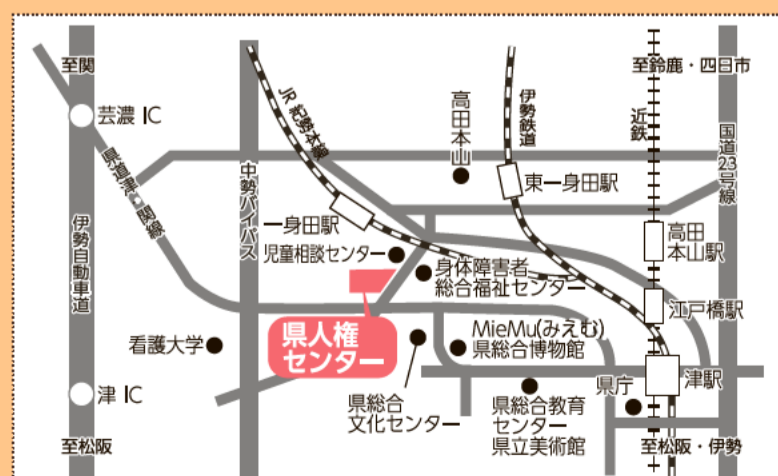 至関
至鈴鹿・四日市
芸濃 IC
JR 紀勢本線
高田本山
伊勢鉄道
近鉄
国道23号線
県道津・関線
中勢バイパス
東一身田駅
一身田駅
伊勢自動車道
高田
本山駅
児童相談センター
身体障害者
総合福祉センター
江戸橋駅
県人権
センター
MieMu(みえむ)
県総合博物館
看護大学
津駅
県庁
津 IC
県総合
文化センター
県総合教育
センター
県立美術館
至松阪
至松阪・伊勢